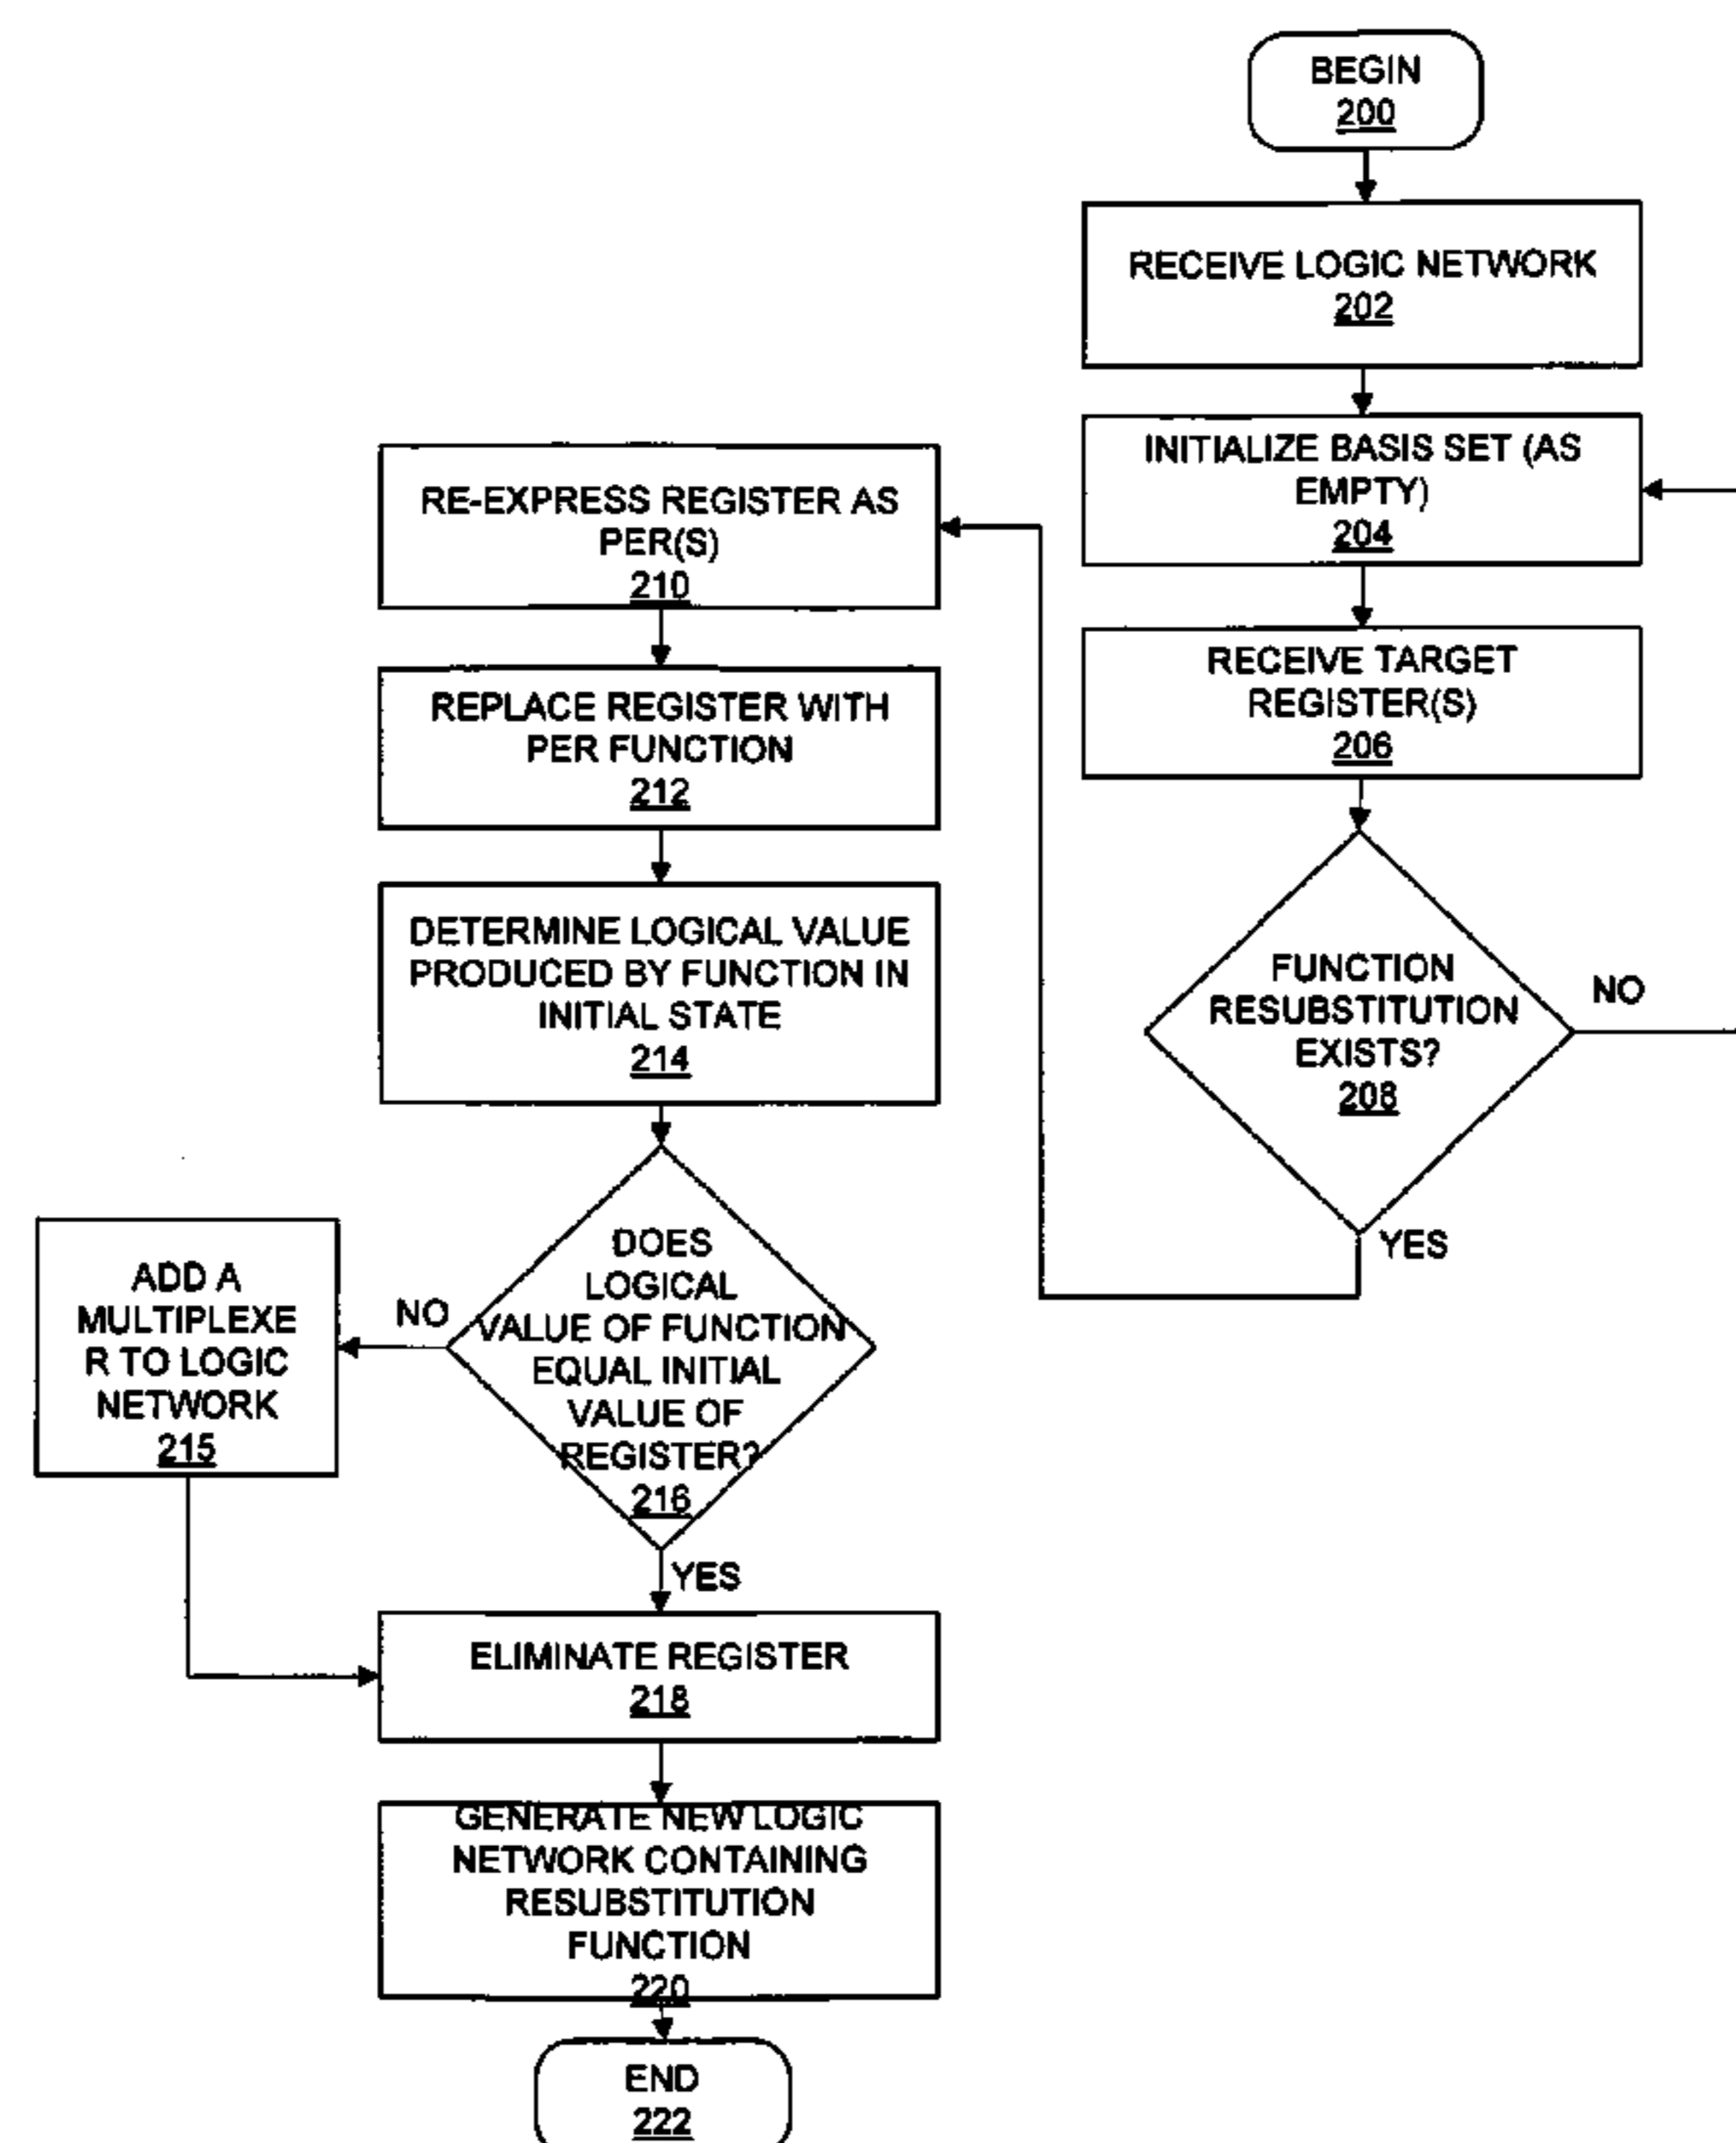 BEGIN
200
RECEIVE LOGIC NETWORK
202
INITIALIZE BASIS SET (AS
EMPTY)
204
RECEIVE TARGET
REGISTER(S)
206
FUNCTION
RESUBSTITUTION
EXISTS?
208
NO
YES
RE-EXPRESS REGISTER AS
PER(S)
210
REPLACE REGISTER WITH
PER FUNCTION
212
DETERMINE LOGICAL VALUE
PRODUCED BY FUNCTION IN
INITIAL STATE
214
DOES
LOGICAL
VALUE OF FUNCTION
EQUAL INITIAL
VALUE OF
REGISTER?
216
NO
ADD A
MULTIPLEXE
R TO LOGIC
NETWORK
215
YES
ELIMINATE REGISTER
218
GENERATE NEW LOGIC
NETWORK CONTAINING
RESUBSTITUTION
FUNCTION
220
END
222